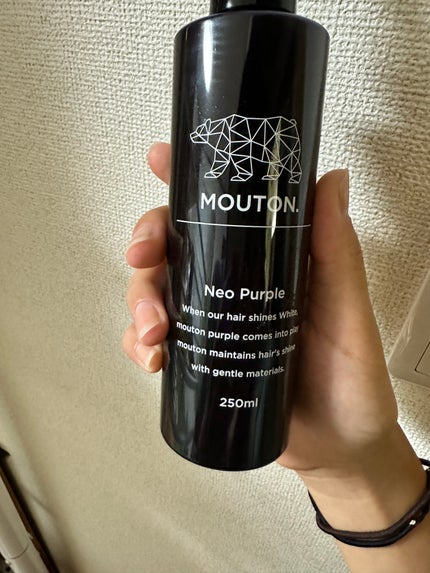 MOUTON.
Neo Purple
When our hair shines White,
mouton purple comes into play
mouton maintains hair's shine
with gentle materials.
250ml